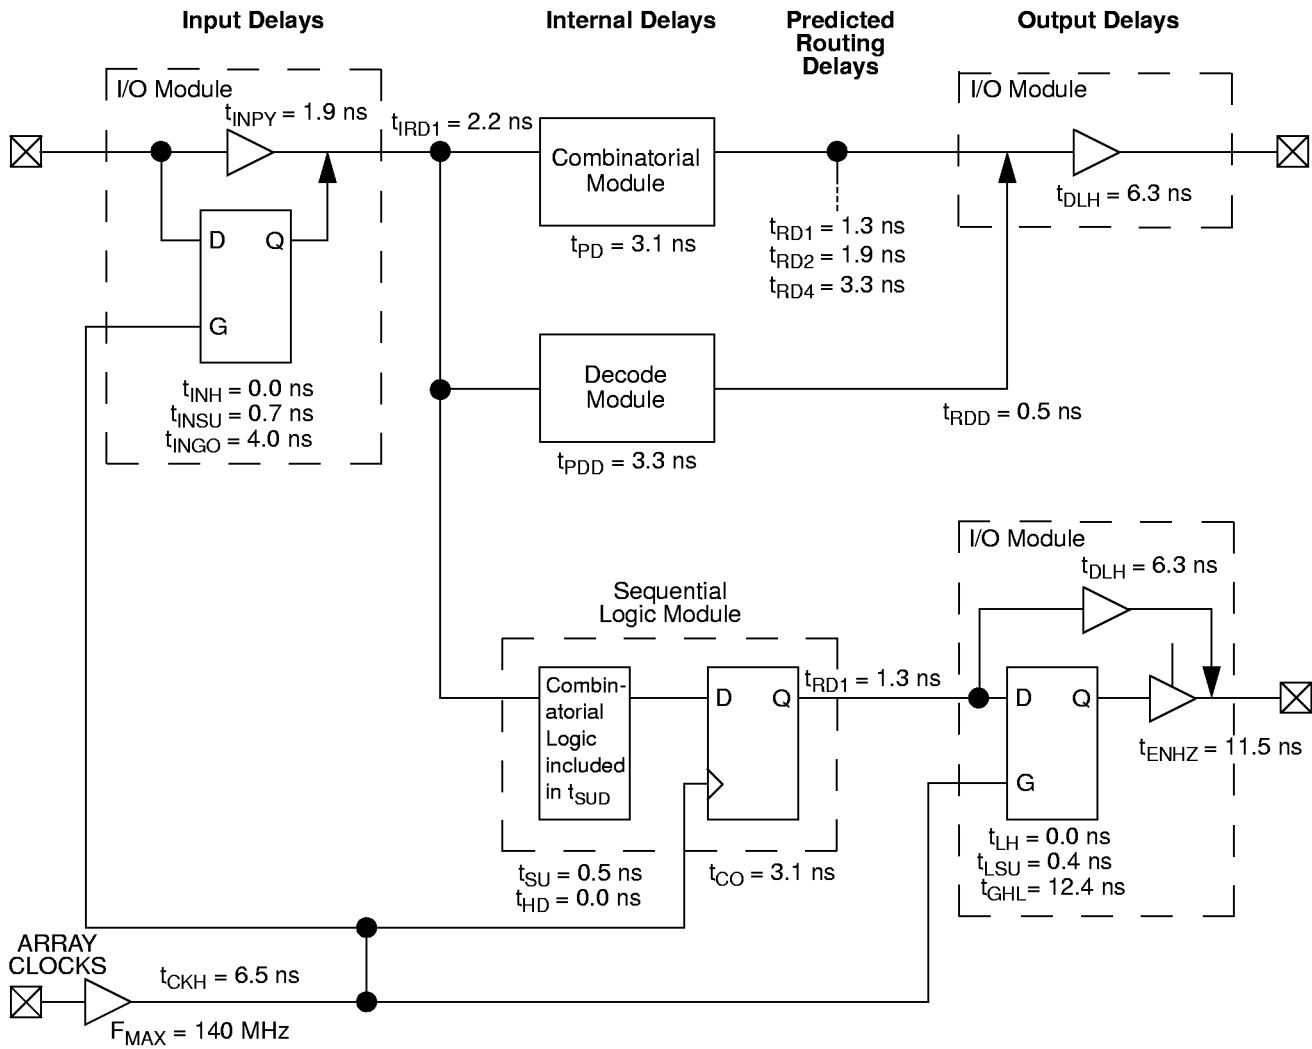 Input Delays
Internal Delays
Predicted
Routing
Delays
Output Delays
I/O Module
tINPY = 1.9 ns
tIRD1 = 2.2 ns
Combinatorial
Module
tPD = 3.1 ns
tRD1 = 1.3 ns
tRD2 = 1.9 ns
tRD4 = 3.3 ns
I/O Module
tDLH = 6.3 ns
D
Q
G
tINH = 0.0 ns
tINSU = 0.7 ns
tINGO = 4.0 ns
Decode
Module
tPDD = 3.3 ns
tRDD = 0.5 ns
Sequential
Logic Module
Combin-
atorial
Logic
included
in tSUD
D
Q
tSU = 0.5 ns
tHD = 0.0 ns
tCO = 3.1 ns
tRD1 = 1.3 ns
I/O Module
tDLH = 6.3 ns
D
Q
G
tENHZ = 11.5 ns
tLH = 0.0 ns
tLSU = 0.4 ns
tGHL = 12.4 ns
ARRAY
CLOCKS
tCKH = 6.5 ns
FMAX = 140 MHz